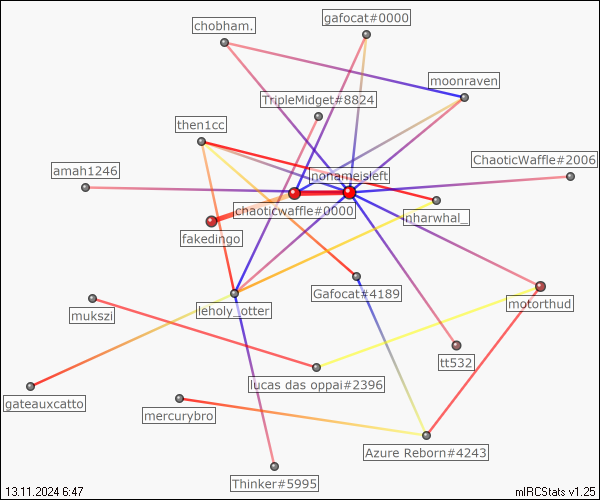 gafocat#0000
chobham.
moonraven
TripleMidget#8824
then1cc
ChaoticWaffle#2006
amah1246
nonameisleft
chaoticwaffle#0000
nharwhal_
fakedingo
Gafocat#4189
motorthud
leholy_otter
mukszi
tt532
lucas das oppai#2396
gateauxcatto
mercurybro
Azure Reborn#4243
Thinker#5995
13.11.2024 6:47
mIRCStats v1.25